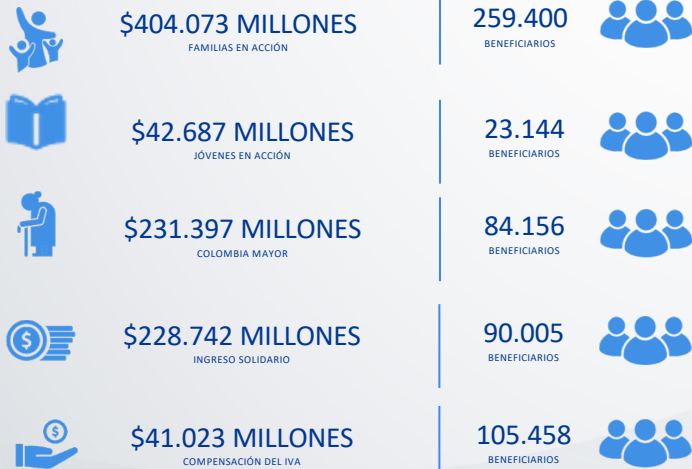 $404.073 MILLONES
FAMILIAS EN ACCIÓN
259.400
BENEFICIARIOS
$42.687 MILLONES
JÓVENES EN ACCIÓN
23.144
BENEFICIARIOS
$231.397 MILLONES
COLOMBIA MAYOR
84.156
BENEFICIARIOS
$228.742 MILLONES
INGRESO SOLIDARIO
90.005
BENEFICIARIOS
$
$41.023 MILLONES
COMPENSACIÓN DEL IVA
105.458
BENEFICIARIOS
$